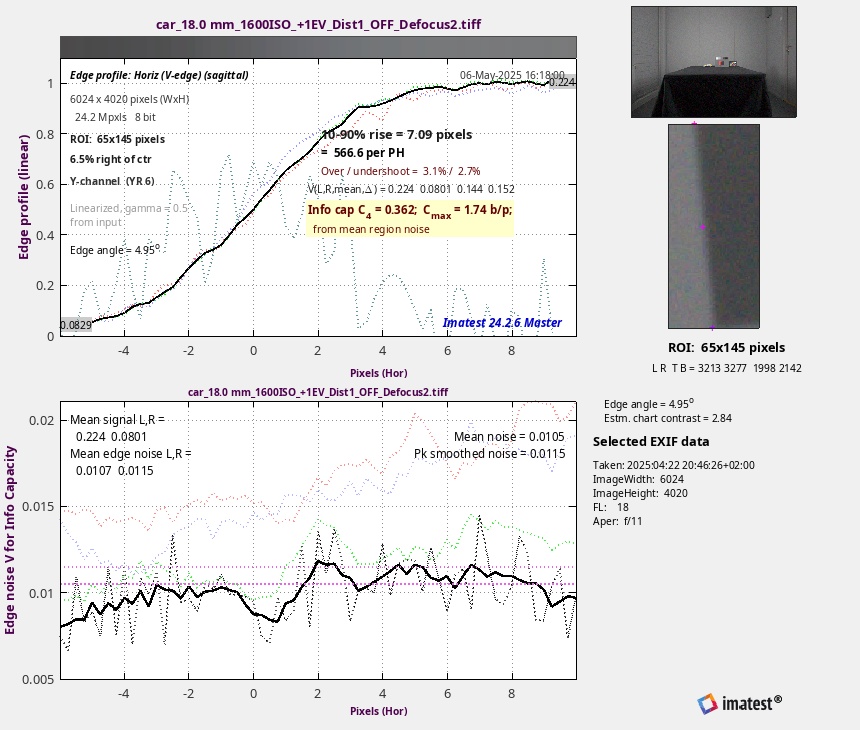 car_18.0 mm_1600ISO_+1EV_Dist1_OFF_Defocus2.tiff
Edge profile: Horiz (V-edge) (sagittal)
06-May-2025 16:18:00
0.224
6024 x 4020 pixels (WxH)
24.2 Mpxls 8 bit
ROI: 65x145 pixels
6.5% right of ctr
Y-channel (YR 6)
Linearized, gamma = 0.5
from input
Edge angle = 4.95o
10-90% rise = 7.09 pixels
= 566.6 per PH
Over / undershoot = 3.1% / 2.7%
V(L,R,mean,Δ) = 0.224 0.0801 0.144 0.152
Info cap C4 = 0.362; Cmax = 1.74 b/p;
from mean region noise
0.0829
Imatest 24.2.6 Master
Edge profile (linear)
1
0.8
0.6
0.4
0.2
0
-4 -2 0 2 4 6 8
Pixels (Hor)
ROI: 65x145 pixels
L R T B = 3213 3277 1998 2142
car_18.0 mm_1600ISO_+1EV_Dist1_OFF_Defocus2.tiff
Mean signal L,R =
0.224 0.0801
Mean edge noise L,R =
0.0107 0.0115
Mean noise = 0.0105
Pk smoothed noise = 0.0115
Edge noise V for Info Capacity
0.02
0.015
0.01
0.005
-4 -2 0 2 4 6 8
Pixels (Hor)
Edge angle = 4.95o
Estm. chart contrast = 2.84
Selected EXIF data
Taken: 2025:04:22 20:46:26+02:00
ImageWidth: 6024
ImageHeight: 4020
FL: 18
Aper: f/11
imatest®